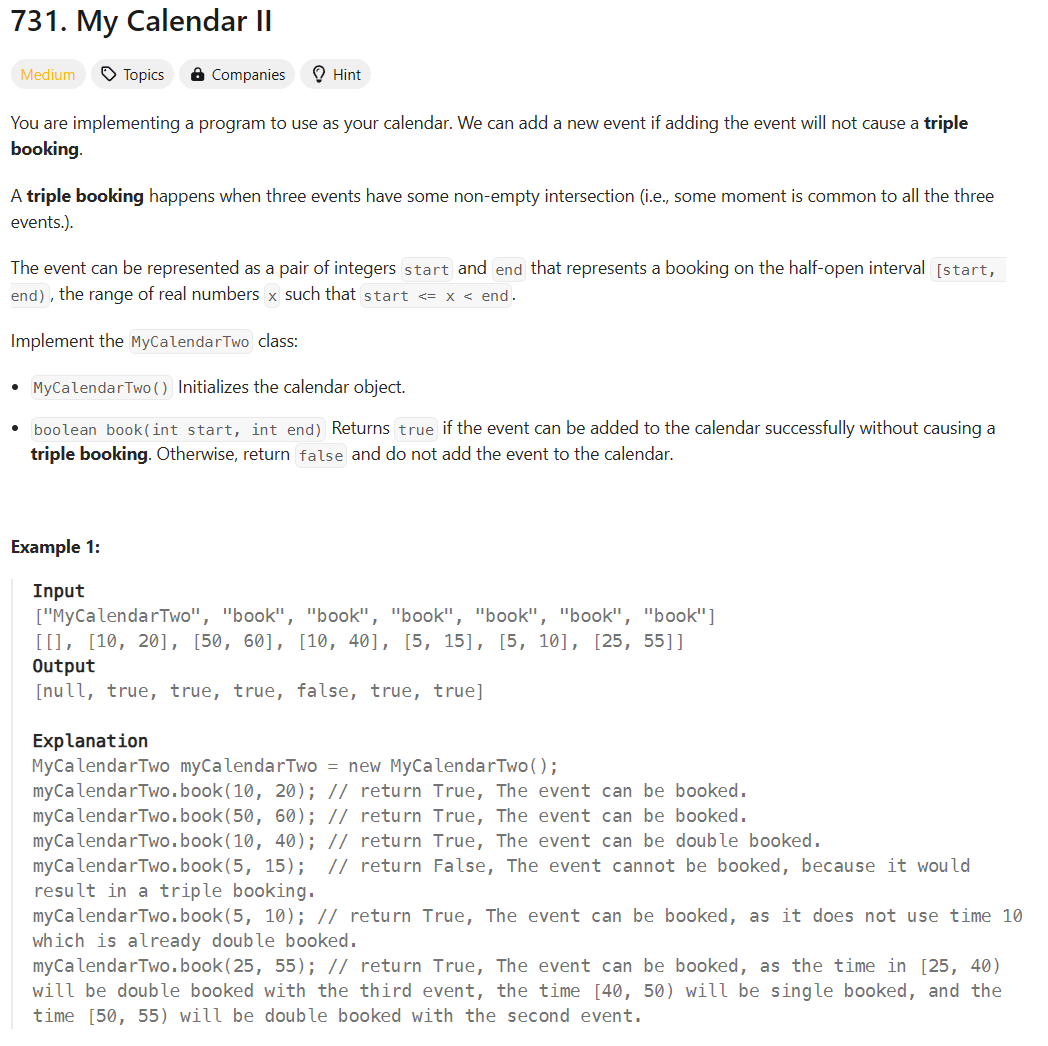 731. My Calendar II
Medium Topics Companies Hint
You are implementing a program to use as your calendar. We can add a new event if adding the event will not cause a triple
booking.
A triple booking happens when three events have some non-empty intersection (i.e., some moment is common to all the three
events.).
The event can be represented as a pair of integers start and end that represents a booking on the half-open interval [start,
end), the range of real numbers x such that start <= x < end.
Implement the MyCalendarTwo class:
• MyCalendarTwo() Initializes the calendar object.
• boolean book(int start, int end) Returns true if the event can be added to the calendar successfully without causing a
triple booking. Otherwise, return false and do not add the event to the calendar.
Example 1:
Input
["MyCalendarTwo", "book", "book", "book", "book", "book", "book"]
[[], [10, 20], [50, 60], [10, 40], [5, 15], [5, 10], [25, 55]]
Output
[null, true, true, true, false, true, true]
Explanation
MyCalendarTwo myCalendarTwo = new MyCalendarTwo();
myCalendarTwo.book(10, 20); // return True, The event can be booked.
myCalendarTwo.book(50, 60); // return True, The event can be booked.
myCalendarTwo.book(10, 40); // return True, The event can be double booked.
myCalendarTwo.book(5, 15);  // return False, The event cannot be booked, because it would
result in a triple booking.
myCalendarTwo.book(5, 10); // return True, The event can be booked, as it does not use time 10
which is already double booked.
myCalendarTwo.book(25, 55); // return True, The event can be booked, as the time in [25, 40)
will be double booked with the third event, the time [40, 50) will be single booked, and the
time [50, 55) will be double booked with the second event.